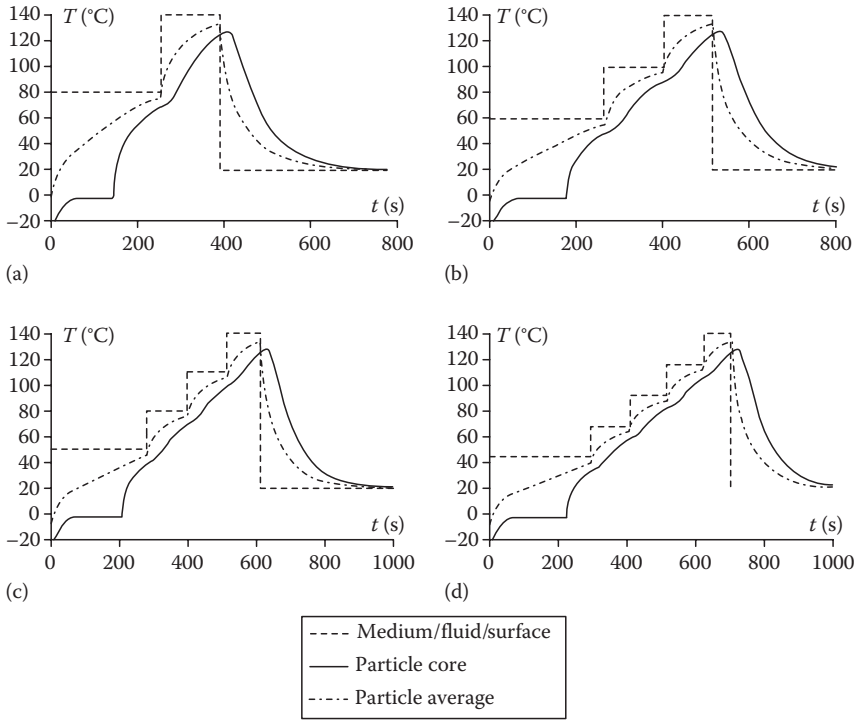 T (°C)
140
120
100
80
60
40
20
0
−20
0 200 400 600 800
t (s)
(a)
T (°C)
140
120
100
80
60
40
20
0
−20
0 200 400 600 800
t (s)
(b)
T (°C)
140
120
100
80
60
40
20
0
−20
0 200 400 600 800 1000
t (s)
(c)
T (°C)
140
120
100
80
60
40
20
0
−20
0 200 400 600 800 1000
t (s)
(d)
Medium/fluid/surface
Particle core
Particle average